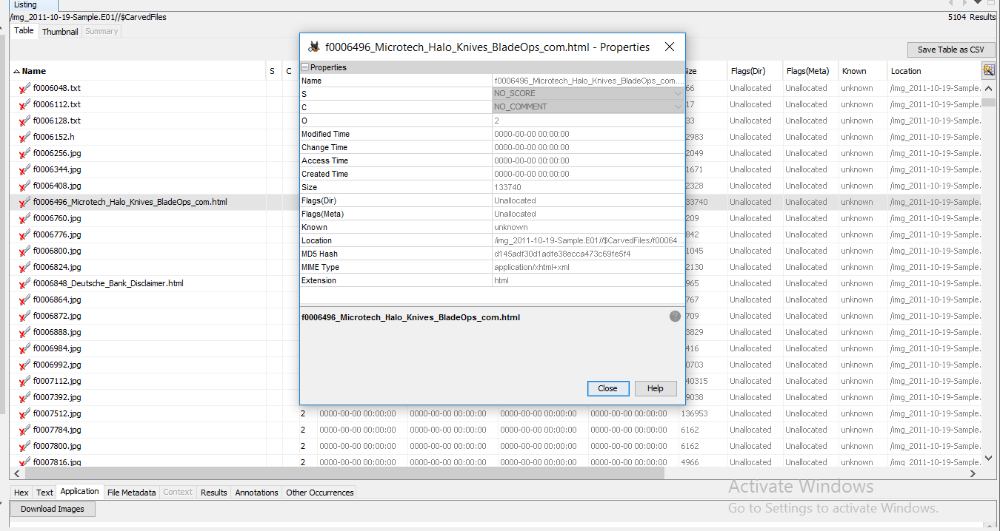 Listing
/img_2011-10-19-Sample.E01//$CarvedFiles 5104 Results
Table Thumbnail Summary
Save Table as CSV
Name S C ize Flags(Dir) Flags(Meta) Known Location
f0006048.txt 66 Unallocated Unallocated unknown /img_2011-10-19-Sample.
f0006112.txt 17 Unallocated Unallocated unknown /img_2011-10-19-Sample.
f0006128.txt 33 Unallocated Unallocated unknown /img_2011-10-19-Sample.
f0006152.h 2983 Unallocated Unallocated unknown /img_2011-10-19-Sample.
f0006256.jpg 2049 Unallocated Unallocated unknown /img_2011-10-19-Sample.
f0006344.jpg 1671 Unallocated Unallocated unknown /img_2011-10-19-Sample.
f0006408.jpg 2328 Unallocated Unallocated unknown /img_2011-10-19-Sample.
f0006496_Microtech_Halo_Knives_BladeOps_com.html 33740 Unallocated Unallocated unknown /img_2011-10-19-Sample.
f0006760.jpg 209 Unallocated Unallocated unknown /img_2011-10-19-Sample.
f0006776.jpg 842 Unallocated Unallocated unknown /img_2011-10-19-Sample.
f0006800.jpg 1045 Unallocated Unallocated unknown /img_2011-10-19-Sample.
f0006824.jpg 2130 Unallocated Unallocated unknown /img_2011-10-19-Sample.
f0006848_Deutsche_Bank_Disclaimer.html 965 Unallocated Unallocated unknown /img_2011-10-19-Sample.
f0006864.jpg 767 Unallocated Unallocated unknown /img_2011-10-19-Sample.
f0006872.jpg 709 Unallocated Unallocated unknown /img_2011-10-19-Sample.
f0006888.jpg 3829 Unallocated Unallocated unknown /img_2011-10-19-Sample.
f0006984.jpg 416 Unallocated Unallocated unknown /img_2011-10-19-Sample.
f0006992.jpg 0703 Unallocated Unallocated unknown /img_2011-10-19-Sample.
f0007112.jpg 40315 Unallocated Unallocated unknown /img_2011-10-19-Sample.
f0007392.jpg 9038 Unallocated Unallocated unknown /img_2011-10-19-Sample.
f0007512.jpg 2 0000-00-00 00:00:00 0000-00-00 00:00:00 0000-00-00 00:00:00 0000-00-00 00:00:00 136953 Unallocated Unallocated unknown /img_2011-10-19-Sample.
f0007784.jpg 2 0000-00-00 00:00:00 0000-00-00 00:00:00 0000-00-00 00:00:00 0000-00-00 00:00:00 6162 Unallocated Unallocated unknown /img_2011-10-19-Sample.
f0007800.jpg 2 0000-00-00 00:00:00 0000-00-00 00:00:00 0000-00-00 00:00:00 0000-00-00 00:00:00 6162 Unallocated Unallocated unknown /img_2011-10-19-Sample.
f0007816.jpg 2 0000-00-00 00:00:00 0000-00-00 00:00:00 0000-00-00 00:00:00 0000-00-00 00:00:00 4966 Unallocated Unallocated unknown /img_2011-10-19-Sample.
f0006496_Microtech_Halo_Knives_BladeOps_com.html - Properties
Properties
Name f0006496_Microtech_Halo_Knives_BladeOps_com....
S NO_SCORE
C NO_COMMENT
O 2
Modified Time 0000-00-00 00:00:00
Change Time 0000-00-00 00:00:00
Access Time 0000-00-00 00:00:00
Created Time 0000-00-00 00:00:00
Size 133740
Flags(Dir) Unallocated
Flags(Meta) Unallocated
Known unknown
Location /img_2011-10-19-Sample.E01//$CarvedFiles/f00064...
MD5 Hash d145adf30d1adfe38ecca473c69fe5f4
MIME Type application/xhtml+xml
Extension html
f0006496_Microtech_Halo_Knives_BladeOps_com.html ?
Close Help
Hex Text Application File Metadata Context Results Annotations Other Occurrences
Download Images
Activate Windows
Go to Settings to activate Windows.